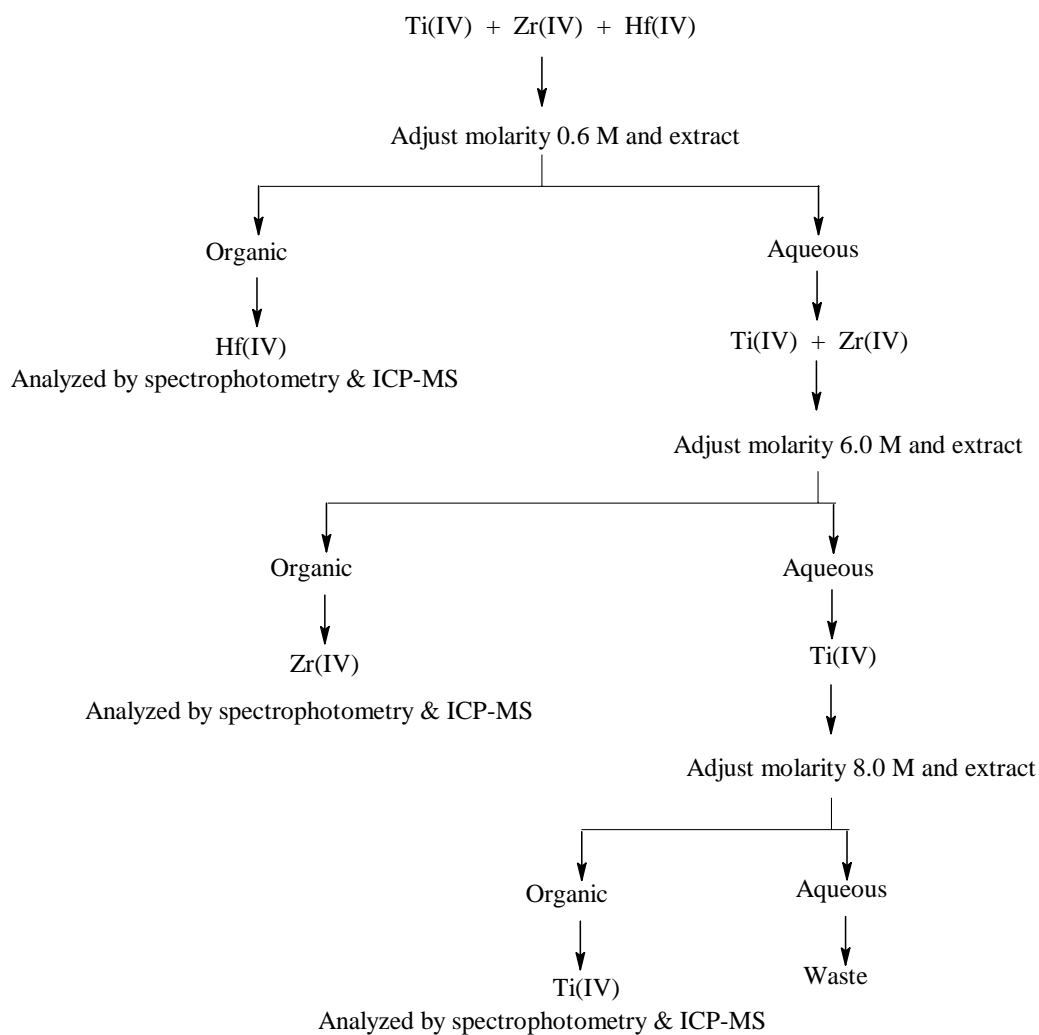 Ti(IV) + Zr(IV) + Hf(IV)
Adjust molarity 0.6 M and extract
Organic
Aqueous
Hf(IV)
Analyzed by spectrophotometry & ICP-MS
Ti(IV) + Zr(IV)
Adjust molarity 6.0 M and extract
Organic
Aqueous
Zr(IV)
Analyzed by spectrophotometry & ICP-MS
Ti(IV)
Adjust molarity 8.0 M and extract
Organic
Aqueous
Ti(IV)
Analyzed by spectrophotometry & ICP-MS
Waste